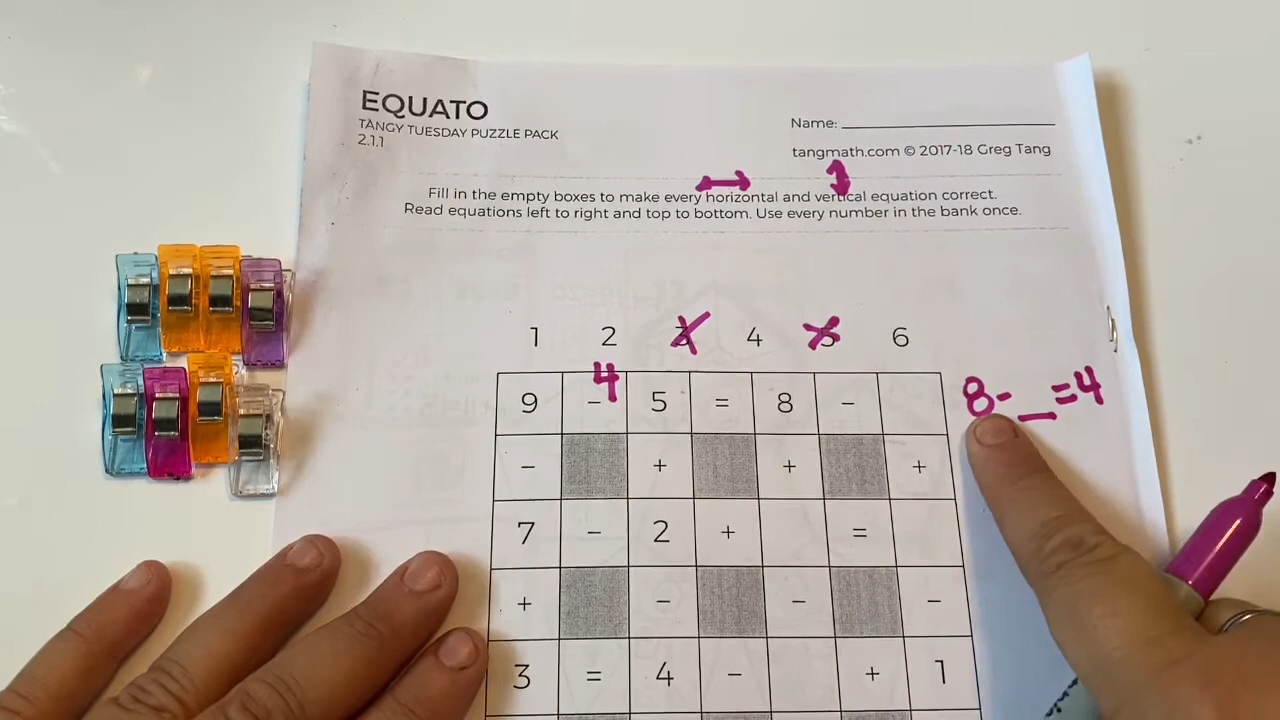 EQUATO
TANGY TUESDAY PUZZLE PACK
2.1.1
Name: ___
tangmath.com © 2017-18 Greg Tang
Fill in the empty boxes to make every horizontal and vertical equation correct.
Read equations left to right and top to bottom. Use every number in the bank once.
1 2 3 4 5 6
4
9 - 5 = 8 -
8-_=4
- + + +
7 - 2 + =
+ - - -
3 = 4 - + 1